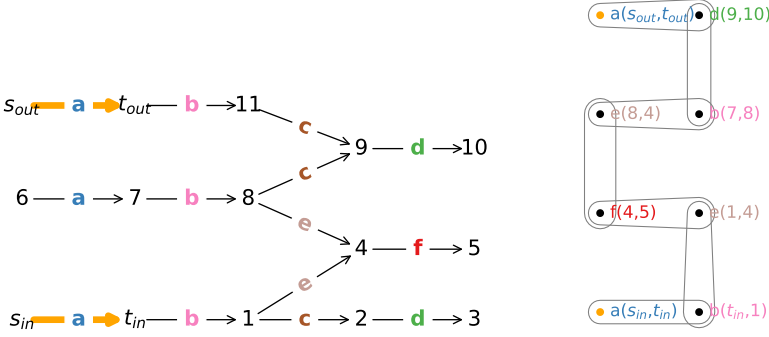 s_out a t_out b 11
c
9 d 10
c
6 a 7 b 8
e
4 f 5
e
s_in a t_in b 1 c 2 d 3
a(s_out,t_out) d(9,10)
e(8,4) b(7,8)
f(4,5) e(1,4)
a(s_in,t_in) b(t_in,1)